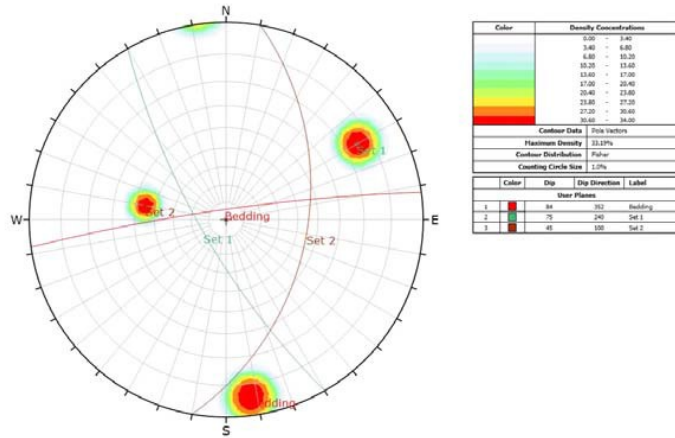 N
Color Density Concentrations
0.00 - 3.40
3.40 - 6.80
6.80 - 10.20
10.20 - 13.60
13.60 - 17.00
17.00 - 20.40
20.40 - 23.80
23.80 - 27.20
27.20 - 30.60
30.60 - 34.00
Contour Data Pole Vectors
Maximum Density 33.19%
Contour Distribution Fisher
Counting Circle Size 1.0%
Color Dip Dip Direction Label
User Planes
1 84 352 Bedding
2 75 240 Set 1
3 45 100 Set 2
Set 1
Set 2
W
Bedding
E
Set 1
Set 2
Bedding
S